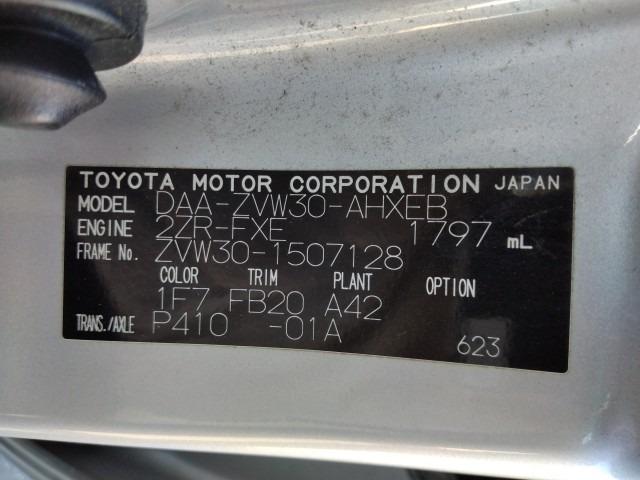 TOYOTA MOTOR CORPORATION JAPAN
MODEL DAA-ZVW30-AHXEB
ENGINE 2ZR-FXE 1797 mL
FRAME No. ZVW30-1507128
COLOR TRIM PLANT OPTION
1F7 FB20 A42
TRANS./AXLE P410 -01A
623